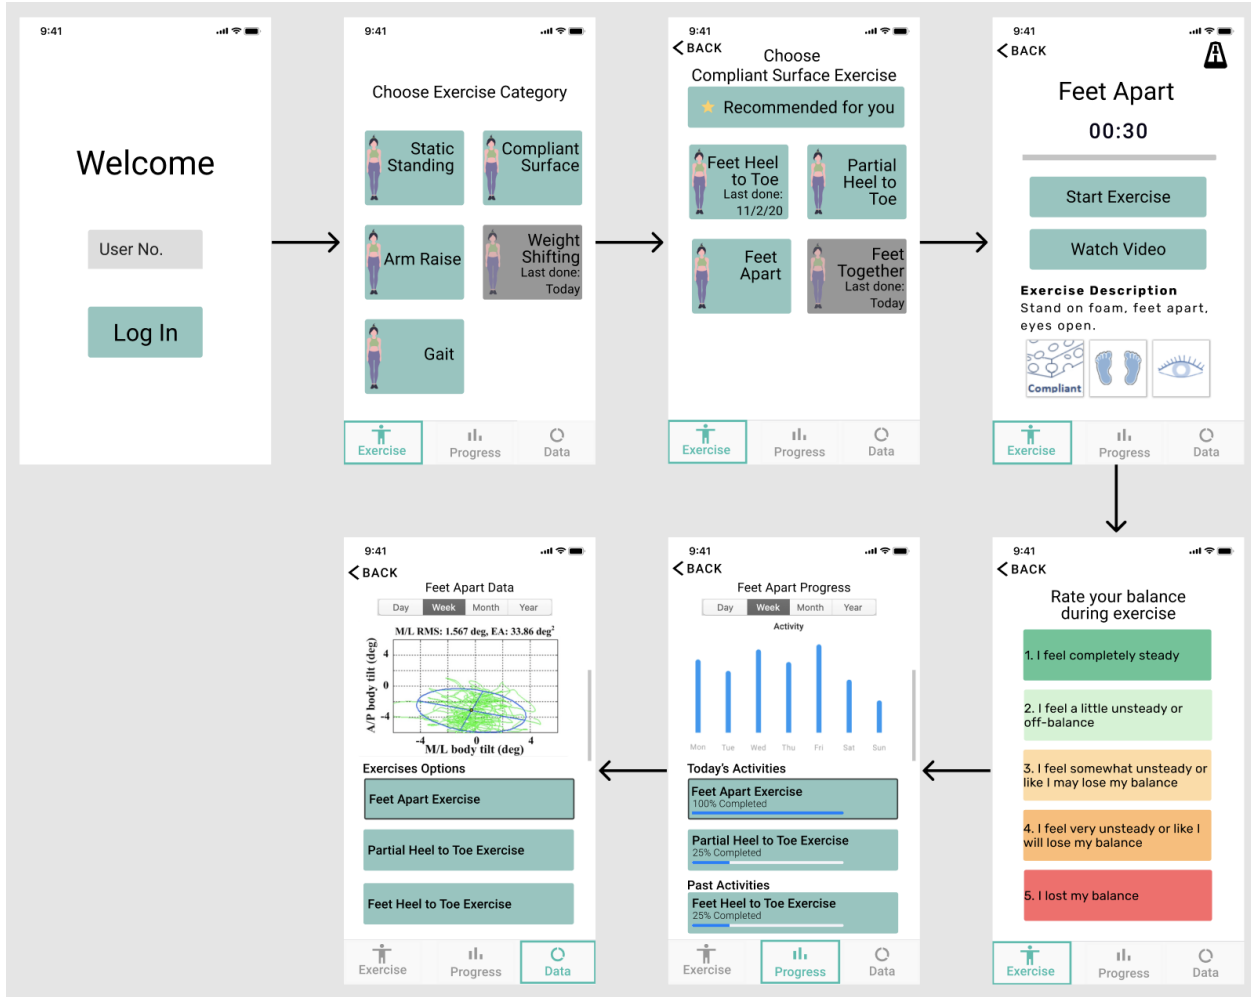 9:41
Welcome
User No.
Log In
9:41
Choose Exercise Category
Static
Standing
Compliant
Surface
Arm Raise
Weight
Shifting
Last done:
Today
Gait
Exercise
Progress
Data
9:41
BACK
Choose
Compliant Surface Exercise
Recommended for you
Feet Heel
to Toe
Last done:
11/2/20
Partial
Heel to
Toe
Feet
Apart
Feet
Together
Last done:
Today
Exercise
Progress
Data
9:41
BACK
Feet Apart
00:30
Start Exercise
Watch Video
Exercise Description
Stand on foam, feet apart,
eyes open.
Compliant
Exercise
Progress
Data
9:41
BACK
Rate your balance
during exercise
1. I feel completely steady
2. I feel a little unsteady or
off-balance
3. I feel somewhat unsteady or
like I may lose my balance
4. I feel very unsteady or like I
will lose my balance
5. I lost my balance
Exercise
Progress
Data
9:41
BACK
Feet Apart Progress
Day Week Month Year
Activity
Mon Tue Wed Thu Fri Sat Sun
Today's Activities
Feet Apart Exercise
100% Completed
Partial Heel to Toe Exercise
25% Completed
Past Activities
Feet Heel to Toe Exercise
25% Completed
Exercise
Progress
Data
9:41
BACK
Feet Apart Data
Day Week Month Year
M/L RMS: 1.567 deg, EA: 33.86 deg²
A/P body tilt (deg)
4
0
-4
-4 0 4
M/L body tilt (deg)
Exercises Options
Feet Apart Exercise
Partial Heel to Toe Exercise
Feet Heel to Toe Exercise
Exercise
Progress
Data